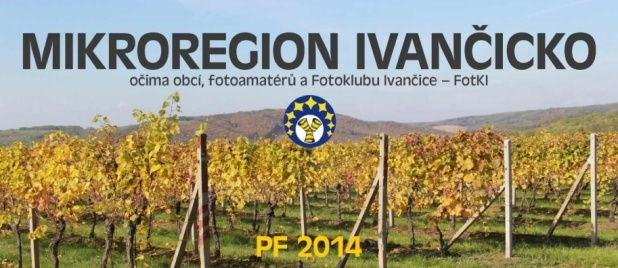 MIKROREGION IVANČICKO
očima obcí, fotoamatérů a Fotoklubu Ivančice – FotKI
PF 2014